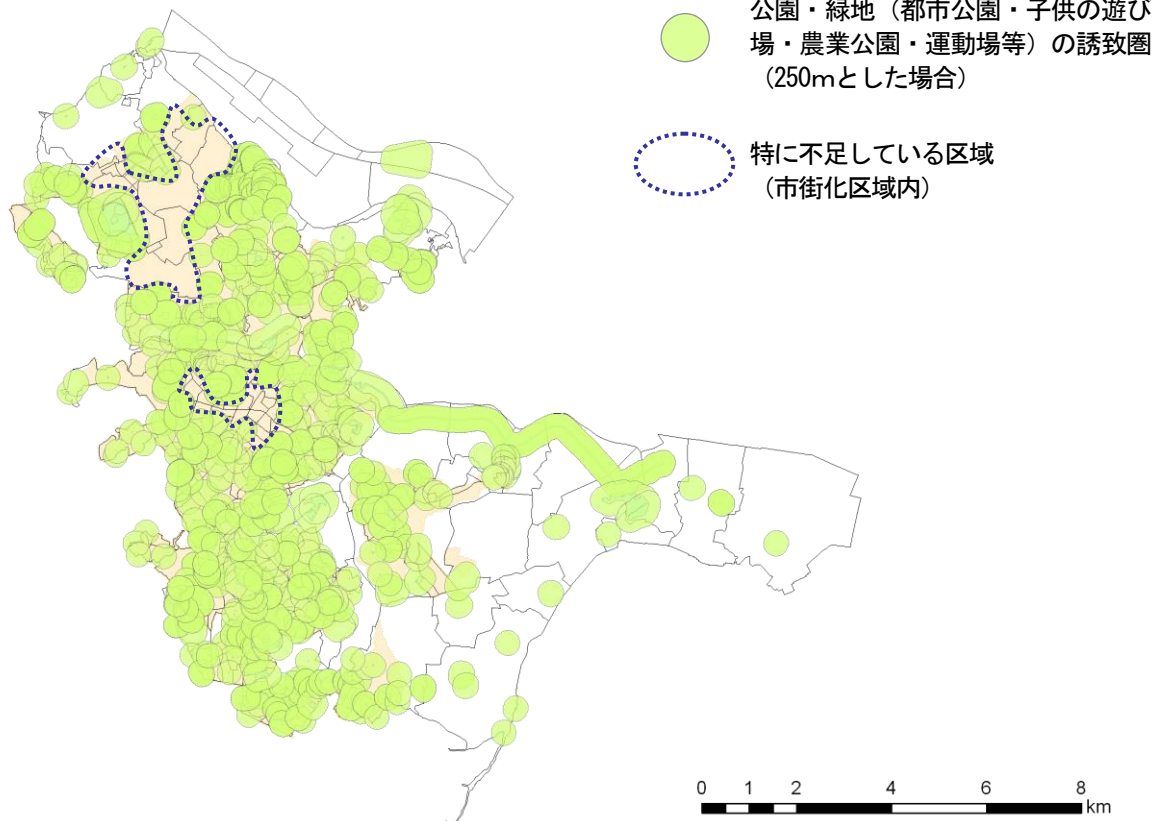 公園・緑地（都市公園・子供の遊び
場・農業公園・運動場等）の誘致圏
（250ｍとした場合）
特に不足している区域
（市街化区域内）
0 1 2 4 6 8
km